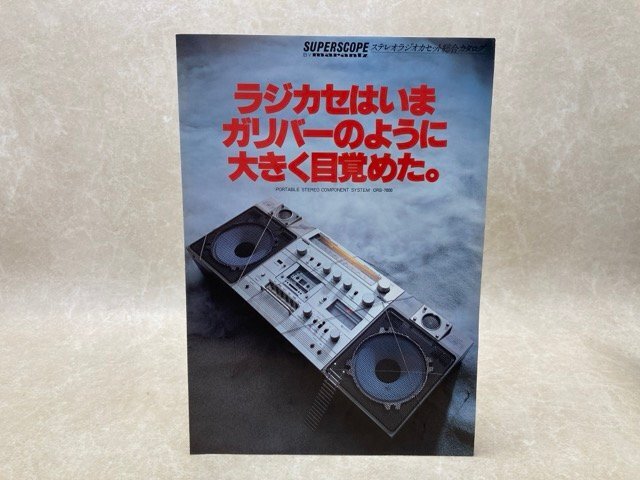 SUPERSCOPE ステレオラジオカセット総合カタログ
BY marantz
ラジカセはいま
ガリバーのように
大きく目覚めた。
PORTABLE STEREO COMPONENT SYSTEM